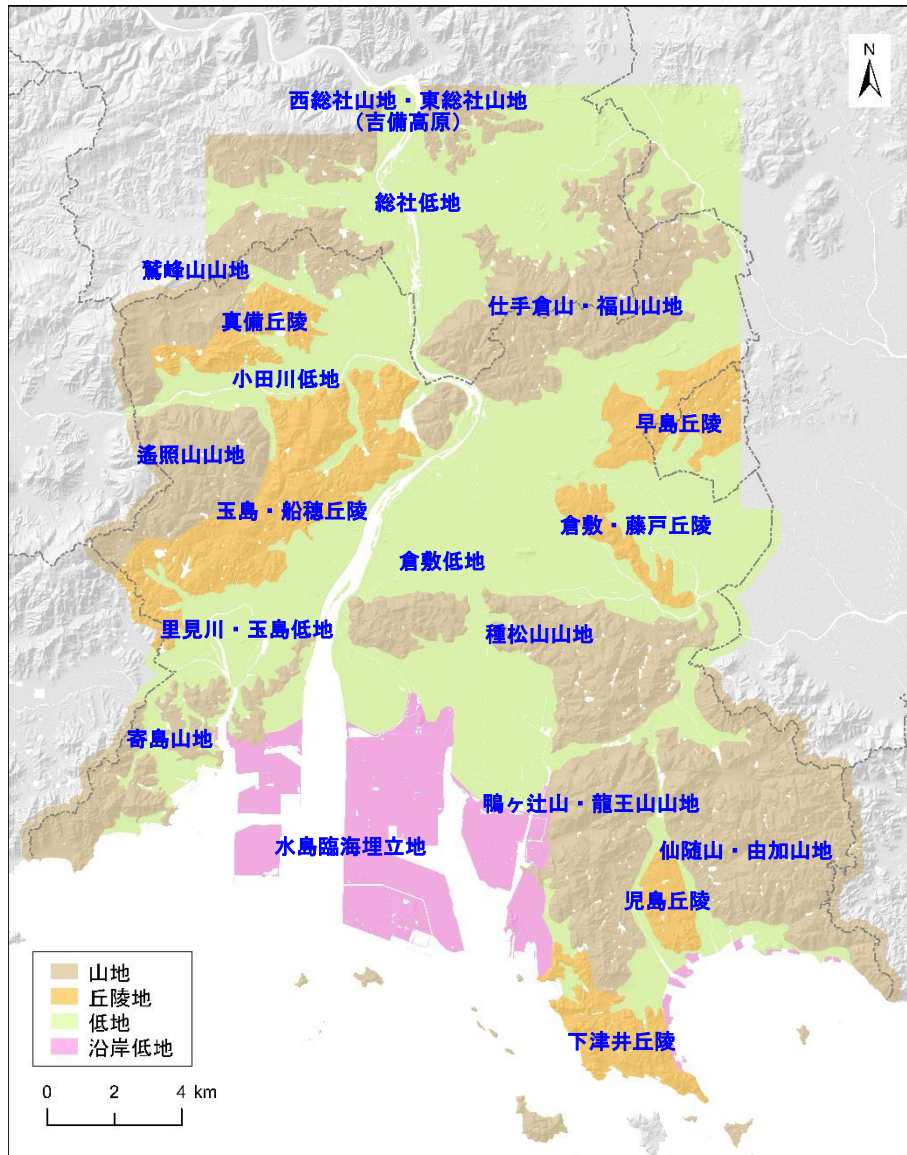 N
西総社山地・東総社山地
(吉備高原)
総社低地
鷲峰山山地
仕手倉山・福山山地
真備丘陵
小田川低地
早島丘陵
遙照山山地
玉島・船穂丘陵
倉敷・藤戸丘陵
倉敷低地
里見川・玉島低地
種松山山地
寄島山地
鴨ヶ辻山・龍王山山地
水島臨海埋立地
仙随山・由加山地
児島丘陵
下津井丘陵
山地
丘陵地
低地
沿岸低地
0 2 4 km